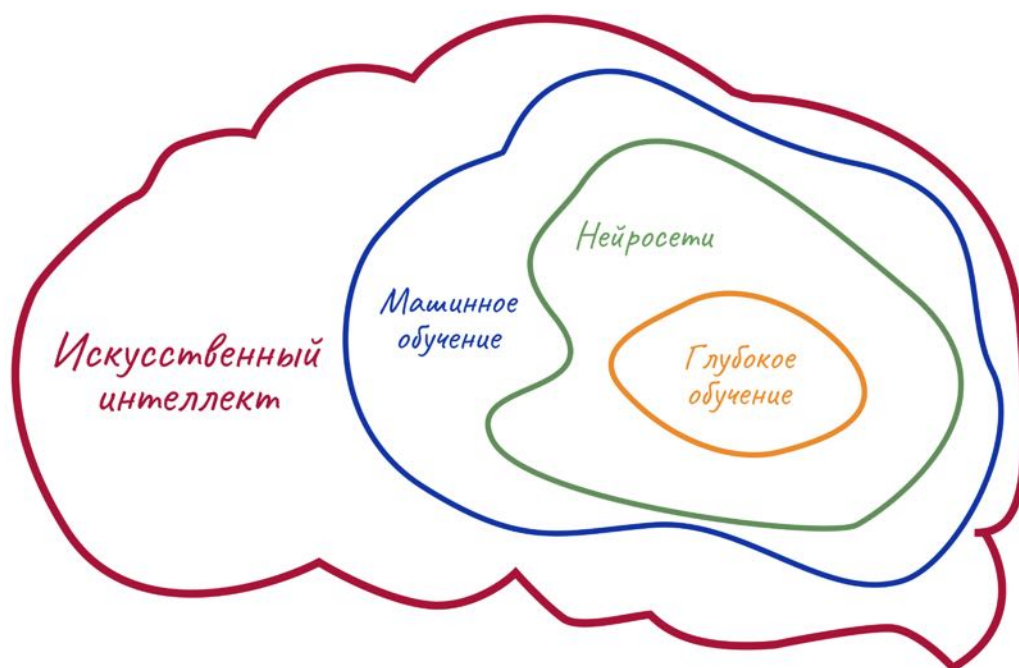 Искусственный
интеллект
Машинное
обучение
Нейросети
Глубокое
обучение